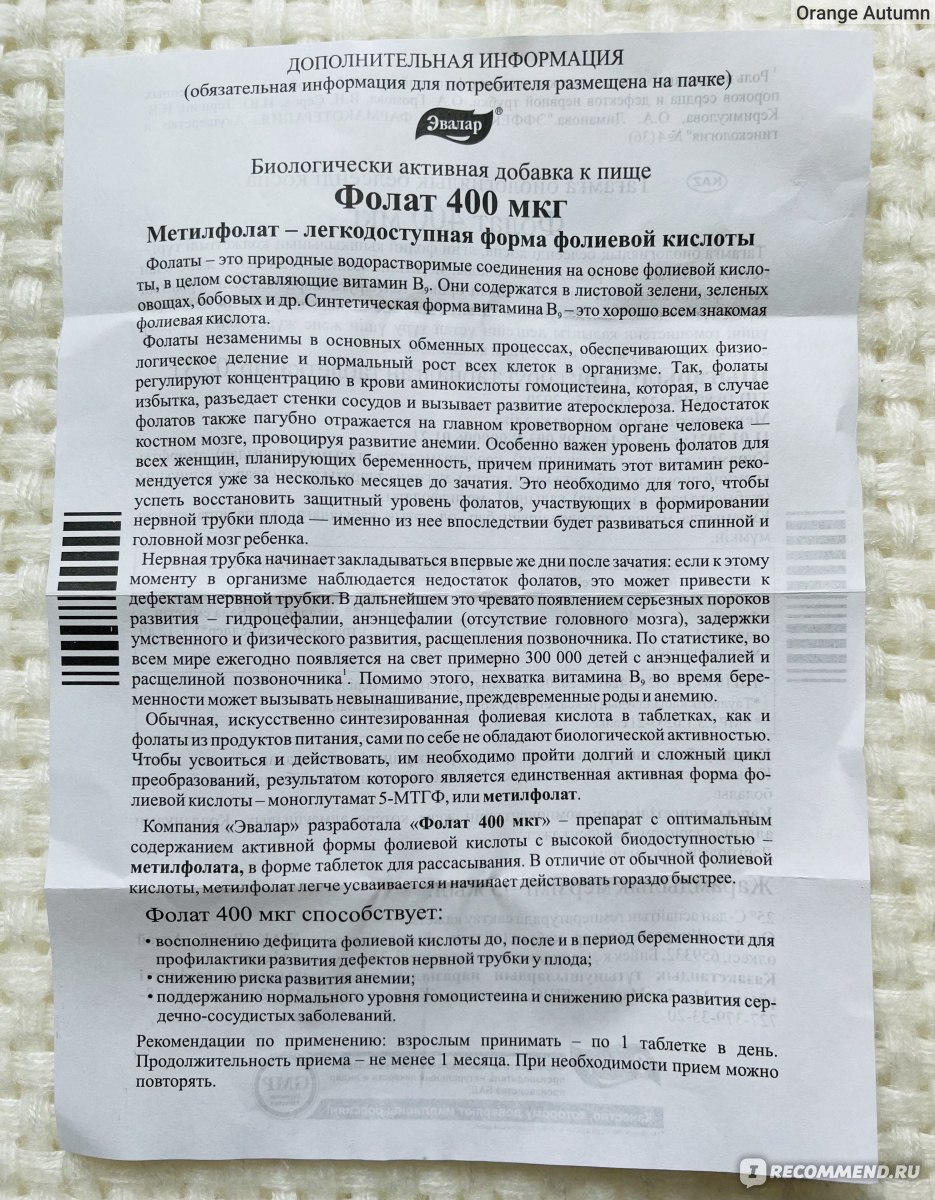 Orange Autumn
ДОПОЛНИТЕЛЬНАЯ ИНФОРМАЦИЯ
(обязательная информация для потребителя размещена на пачке)
Эвалар®
Биологически активная добавка к пище
Фолат 400 мкг
Метилфолат – легкодоступная форма фолиевой кислоты
Фолаты – это природные водорастворимые соединения на основе фолиевой кисло-
ты, в целом составляющие витамин В₉. Они содержатся в листовой зелени, зеленых
овощах, бобовых и др. Синтетическая форма витамина В₉ – это хорошо всем знакомая
фолиевая кислота.
Фолаты незаменимы в основных обменных процессах, обеспечивающих физио-
логическое деление и нормальный рост всех клеток в организме. Так, фолаты
регулируют концентрацию в крови аминокислоты гомоцистеина, которая, в случае
избытка, разъедает стенки сосудов и вызывает развитие атеросклероза. Недостаток
фолатов также пагубно отражается на главном кроветворном органе человека —
костном мозге, провоцируя развитие анемии. Особенно важен уровень фолатов для
всех женщин, планирующих беременность, причем принимать этот витамин реко-
мендуется уже за несколько месяцев до зачатия. Это необходимо для того, чтобы
успеть восстановить защитный уровень фолатов, участвующих в формировании
нервной трубки плода — именно из нее впоследствии будет развиваться спинной и
головной мозг ребенка.
Нервная трубка начинает закладываться в первые же дни после зачатия: если к этому
моменту в организме наблюдается недостаток фолатов, это может привести к
дефектам нервной трубки. В дальнейшем это чревато появлением серьезных пороков
развития – гидроцефалии, анэнцефалии (отсутствие головного мозга), задержки
умственного и физического развития, расщепления позвоночника. По статистике, во
всем мире ежегодно появляется на свет примерно 300 000 детей с анэнцефалией и
расщелиной позвоночника¹. Помимо этого, нехватка витамина В₉ во время бере-
менности может вызывать невынашивание, преждевременные роды и анемию.
Обычная, искусственно синтезированная фолиевая кислота в таблетках, как и
фолаты из продуктов питания, сами по себе не обладают биологической активностью.
Чтобы усвоиться и действовать, им необходимо пройти долгий и сложный цикл
преобразований, результатом которого является единственная активная форма фо-
лиевой кислоты – моноглутамат 5-МТГФ, или метилфолат.
Компания «Эвалар» разработала «Фолат 400 мкг» – препарат с оптимальным
содержанием активной формы фолиевой кислоты с высокой биодоступностью –
метилфолата, в форме таблеток для рассасывания. В отличие от обычной фолиевой
кислоты, метилфолат легче усваивается и начинает действовать гораздо быстрее.
Фолат 400 мкг способствует:
• восполнению дефицита фолиевой кислоты до, после и в период беременности для
профилактики развития дефектов нервной трубки у плода;
• снижению риска развития анемии;
• поддержанию нормального уровня гомоцистеина и снижению риска развития сер-
дечно-сосудистых заболеваний.
Рекомендации по применению: взрослым принимать – по 1 таблетке в день.
Продолжительность приема – не менее 1 месяца. При необходимости прием можно
повторять.
IRECOMMEND.RU